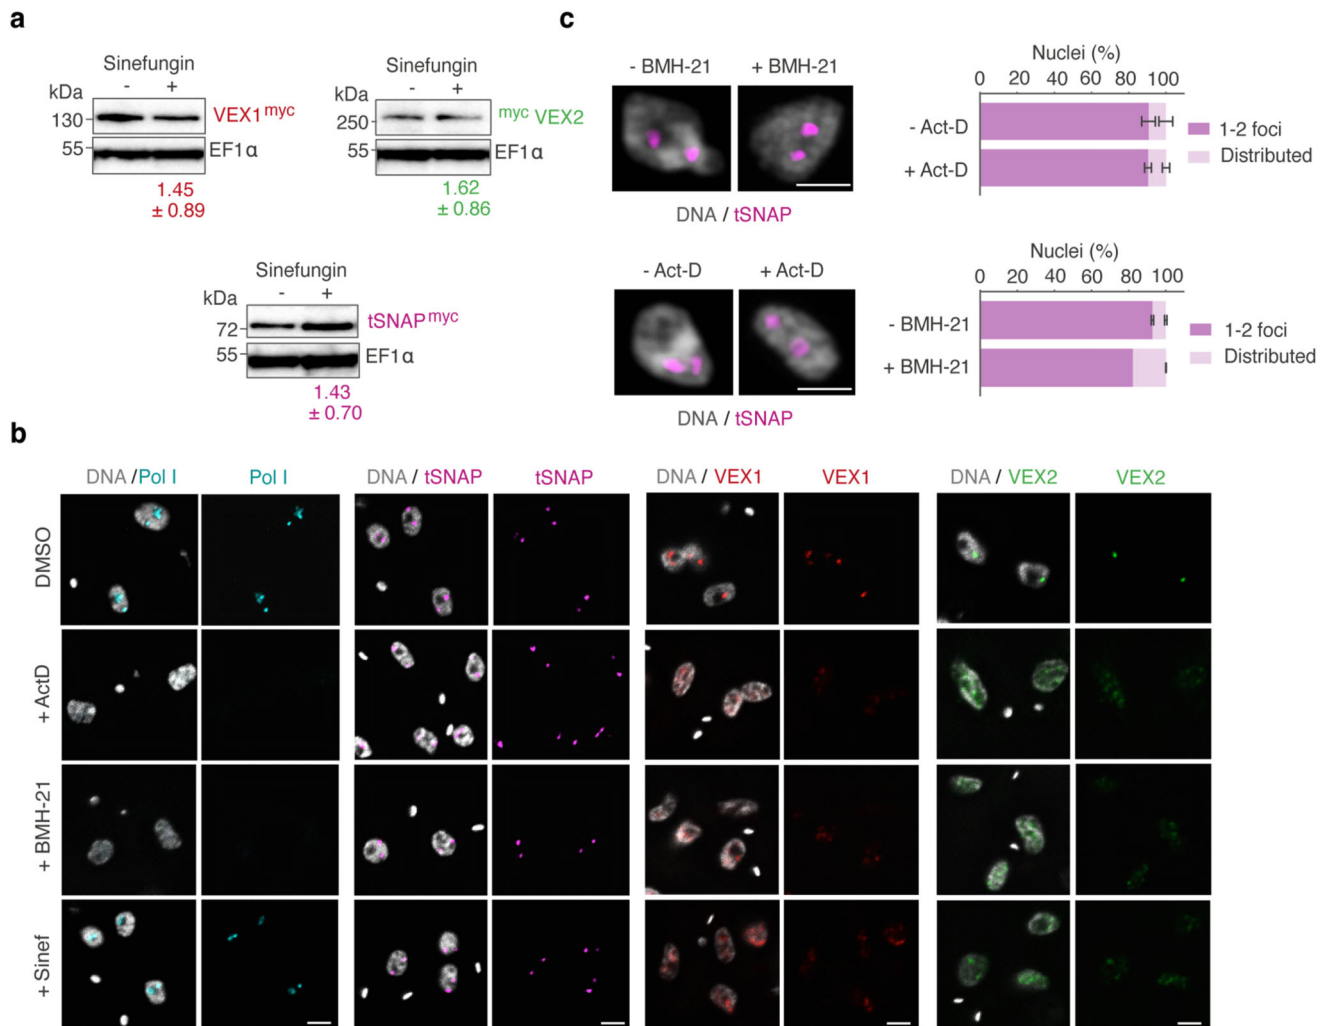 a
Sinefungin
- +
kDa
130
VEX1myc
55
EF1α
1.45
± 0.89
Sinefungin
- +
kDa
250
myc VEX2
55
EF1α
1.62
± 0.86
Sinefungin
- +
kDa
72
tSNAPmyc
55
EF1α
1.43
± 0.70
c
- BMH-21 + BMH-21
DNA / tSNAP
Nuclei (%)
0 20 40 60 80 100
- Act-D
+ Act-D
1-2 foci
Distributed
- Act-D + Act-D
DNA / tSNAP
Nuclei (%)
0 20 40 60 80 100
- BMH-21
+ BMH-21
1-2 foci
Distributed
b
DNA /Pol I Pol I DNA / tSNAP tSNAP DNA / VEX1 VEX1 DNA / VEX2 VEX2
DMSO
+ ActD
+ BMH-21
+ Sinef